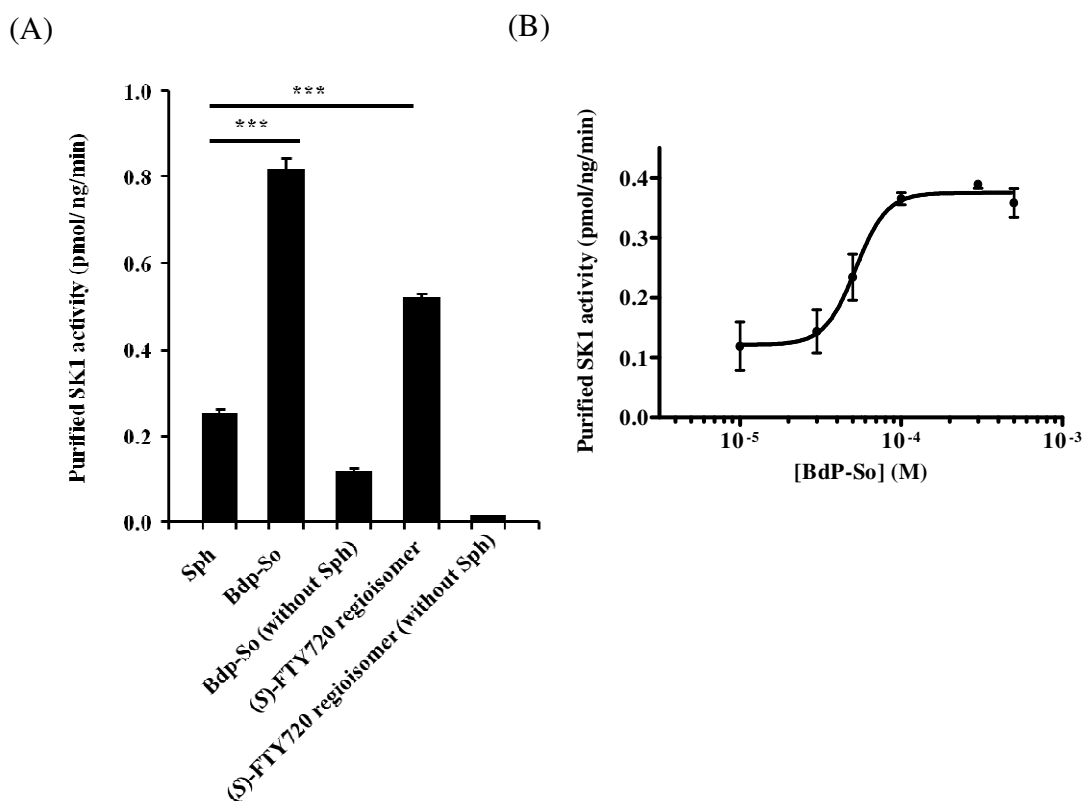 (A)
(B)
Purified SK1 activity (pmol/ ng/min)
1.0
0.8
0.6
0.4
0.2
0.0
***
***
Sph
Bdp-So
Bdp-So (without Sph)
(S)-FTY720 regioisomer
(S)-FTY720 regioisomer (without Sph)
Purified SK1 activity (pmol/ng/min)
0.4
0.3
0.2
0.1
0.0
10⁻⁵
10⁻⁴
10⁻³
[BdP-So] (M)